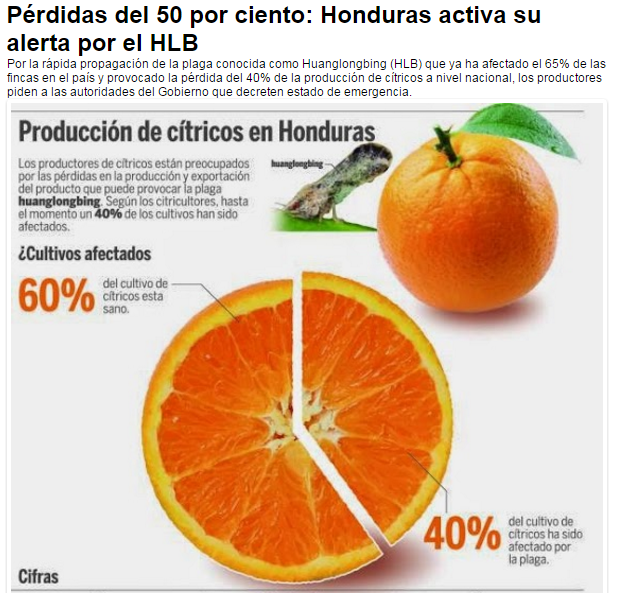 Pérdidas del 50 por ciento: Honduras activa su
alerta por el HLB
Por la rápida propagación de la plaga conocida como Huanglongbing (HLB) que ya ha afectado el 65% de las
fincas en el país y provocado la pérdida del 40% de la producción de cítricos a nivel nacional, los productores
piden a las autoridades del Gobierno que decreten estado de emergencia.
Producción de cítricos en Honduras
Los productores de cítricos están preocupados
por las pérdidas en la producción y exportación
del producto que puede provocar la plaga
huanglongbing. Según los citricultores, hasta
el momento un 40% de los cultivos han sido
afectados.
huanglongbing
¿Cultivos afectados
60%
del cultivo de
cítricos esta
sano.
40%
del cultivo de
cítricos ha sido
afectado por
la plaga.
Cifras